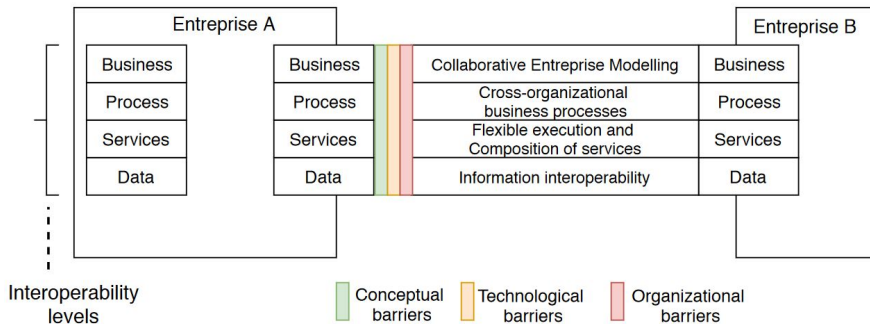 Entreprise A
Entreprise B
Business
Business
Collaborative Entreprise Modelling
Business
Process
Process
Cross-organizational
business processes
Process
Services
Services
Flexible execution and
Composition of services
Services
Data
Data
Information interoperability
Data
Interoperability
levels
Conceptual
barriers
Technological
barriers
Organizational
barriers